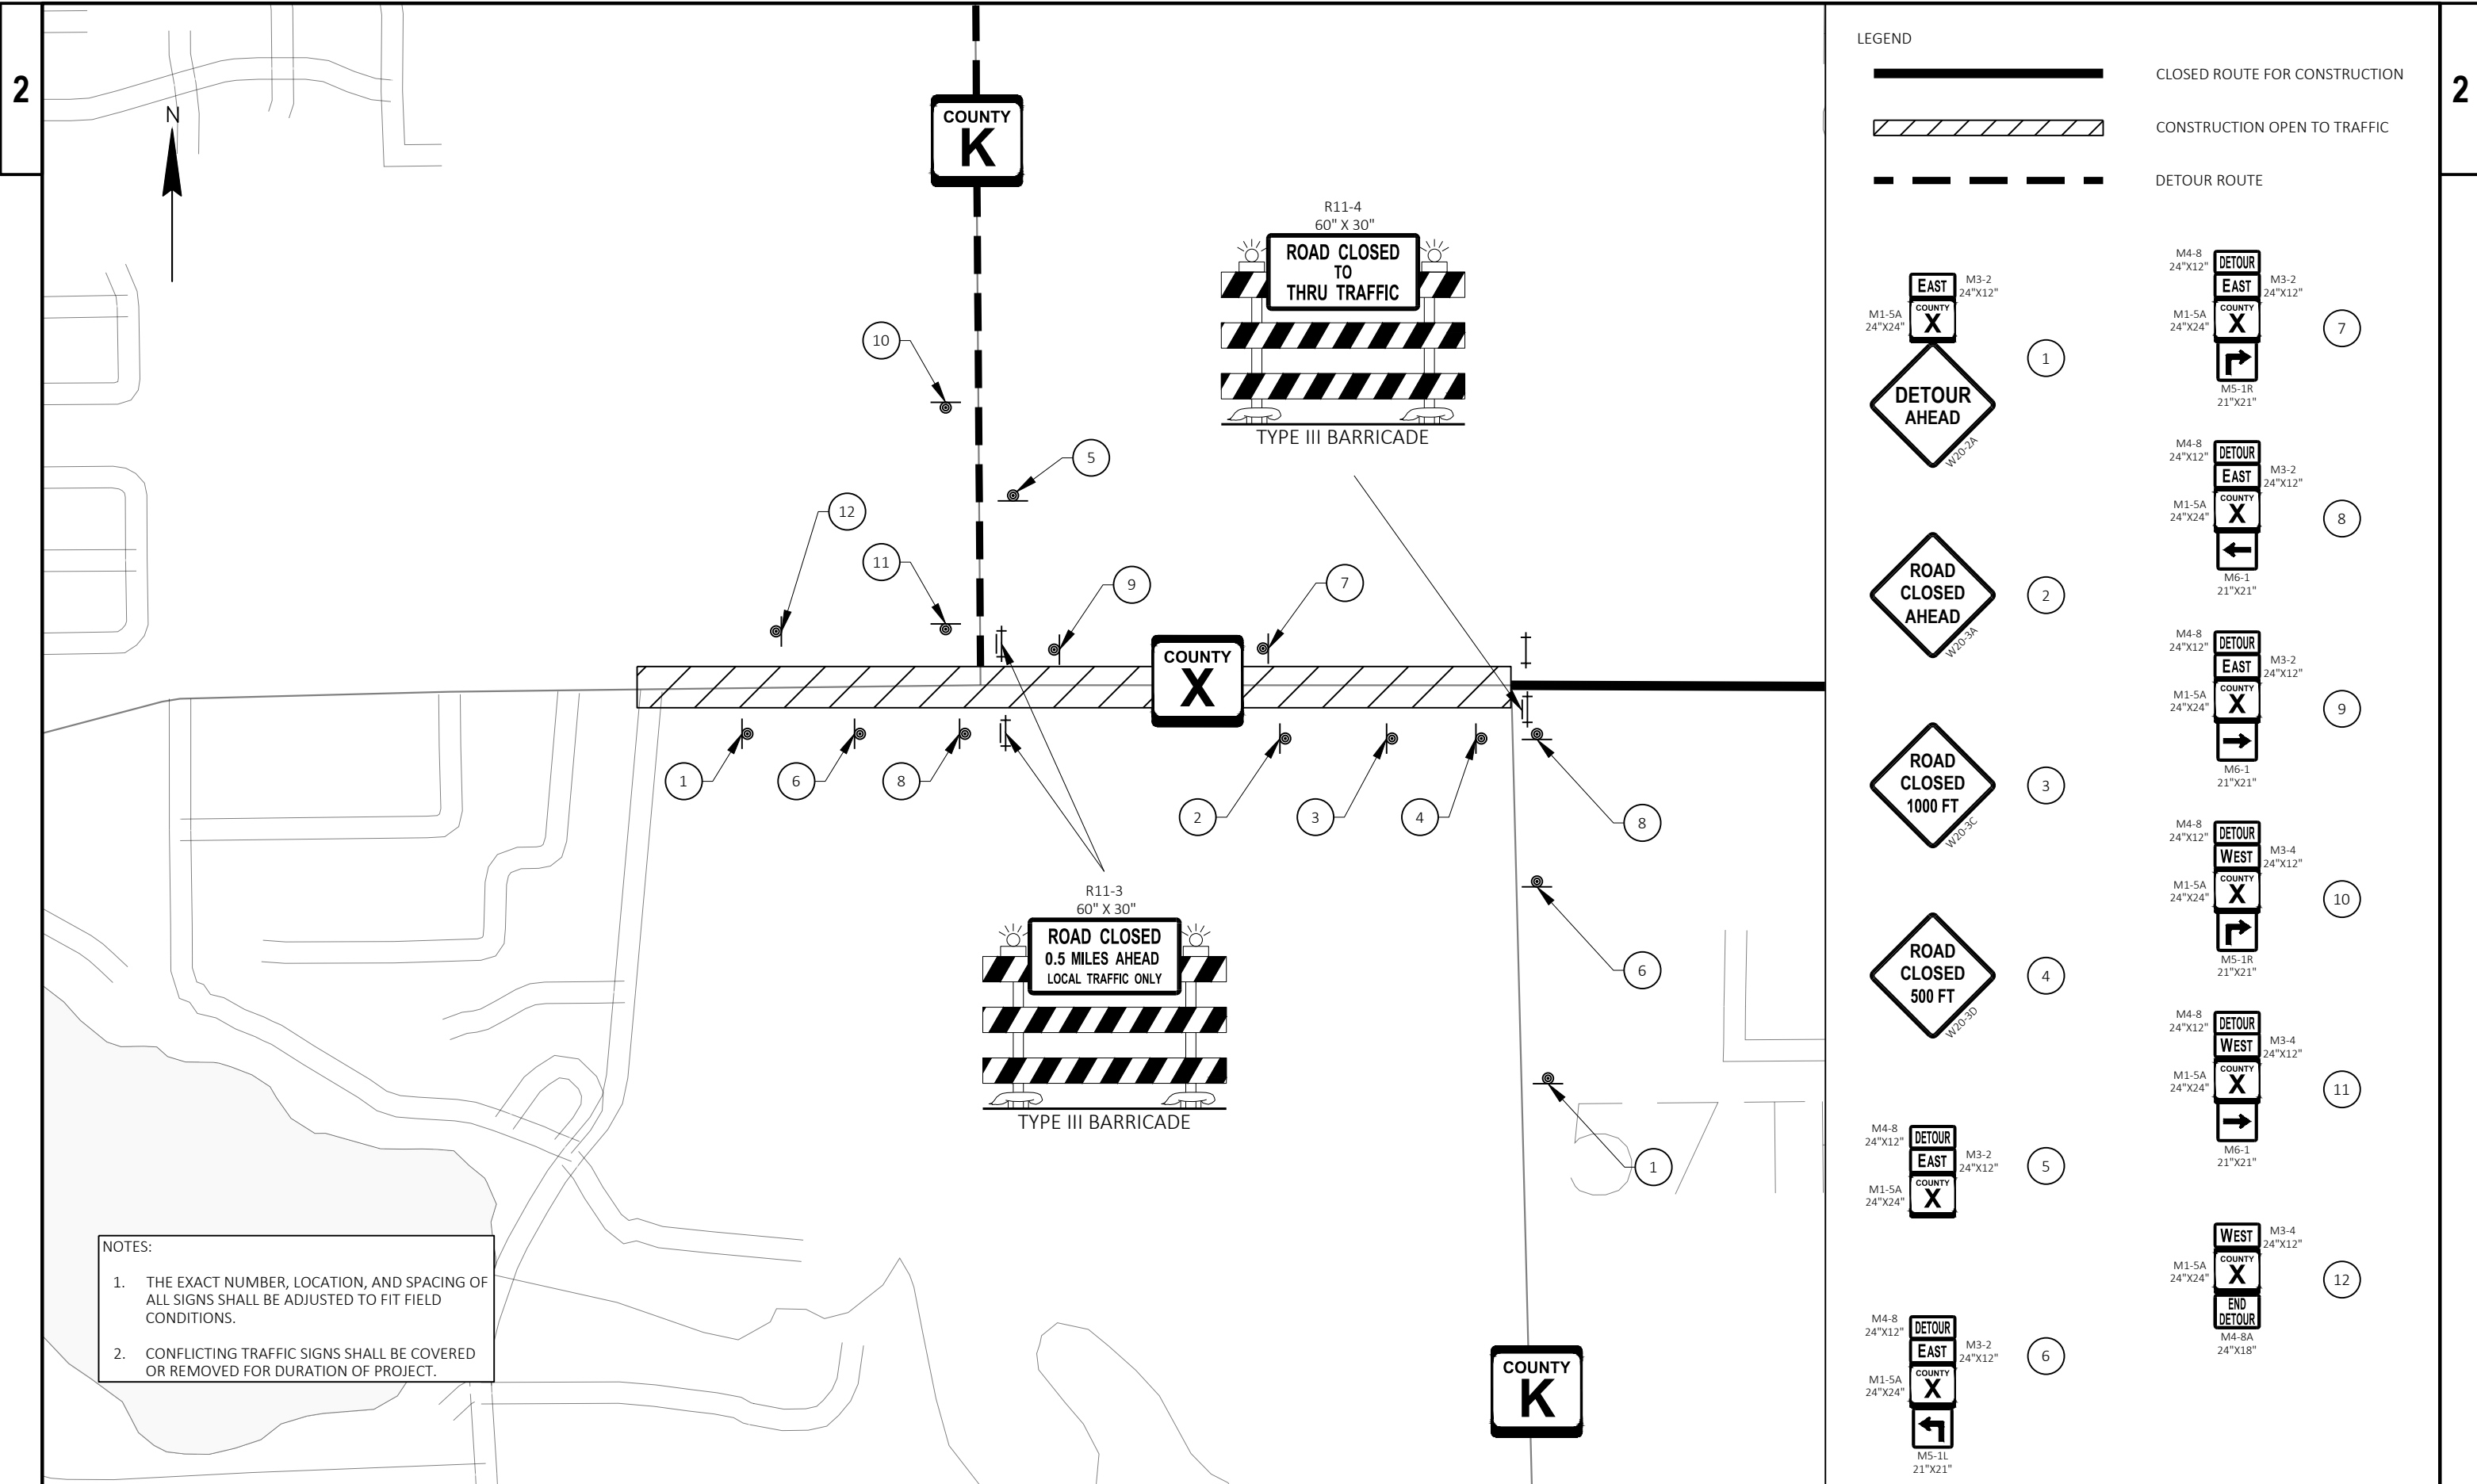 2
N
COUNTY
K
R11-4
60" X 30"
ROAD CLOSED
TO
THRU TRAFFIC
TYPE III BARRICADE
10
5
12
11
9
7
COUNTY
X
1
6
8
2
3
4
8
6
1
R11-3
60" X 30"
ROAD CLOSED
0.5 MILES AHEAD
LOCAL TRAFFIC ONLY
TYPE III BARRICADE
57
COUNTY
K
NOTES:
1. THE EXACT NUMBER, LOCATION, AND SPACING OF
ALL SIGNS SHALL BE ADJUSTED TO FIT FIELD
CONDITIONS.
2. CONFLICTING TRAFFIC SIGNS SHALL BE COVERED
OR REMOVED FOR DURATION OF PROJECT.
LEGEND
CLOSED ROUTE FOR CONSTRUCTION
CONSTRUCTION OPEN TO TRAFFIC
DETOUR ROUTE
EAST
M3-2
24"X12"
M1-5A
24"X24"
COUNTY
X
DETOUR
AHEAD
W20-2A
1
ROAD
CLOSED
AHEAD
W20-3A
2
ROAD
CLOSED
1000 FT
W20-3C
3
ROAD
CLOSED
500 FT
W20-3D
4
M4-8
24"X12"
DETOUR
EAST
M3-2
24"X12"
M1-5A
24"X24"
COUNTY
X
5
M4-8
24"X12"
DETOUR
EAST
M3-2
24"X12"
M1-5A
24"X24"
COUNTY
X
M5-1L
21"X21"
6
M4-8
24"X12"
DETOUR
EAST
M3-2
24"X12"
M1-5A
24"X24"
COUNTY
X
M5-1R
21"X21"
7
M4-8
24"X12"
DETOUR
EAST
M3-2
24"X12"
M1-5A
24"X24"
COUNTY
X
M6-1
21"X21"
8
M4-8
24"X12"
DETOUR
EAST
M3-2
24"X12"
M1-5A
24"X24"
COUNTY
X
M6-1
21"X21"
9
M4-8
24"X12"
DETOUR
WEST
M3-4
24"X12"
M1-5A
24"X24"
COUNTY
X
M5-1R
21"X21"
10
M4-8
24"X12"
DETOUR
WEST
M3-4
24"X12"
M1-5A
24"X24"
COUNTY
X
M6-1
21"X21"
11
WEST
M3-4
24"X12"
M1-5A
24"X24"
COUNTY
X
END
DETOUR
M4-8A
24"X18"
12
2